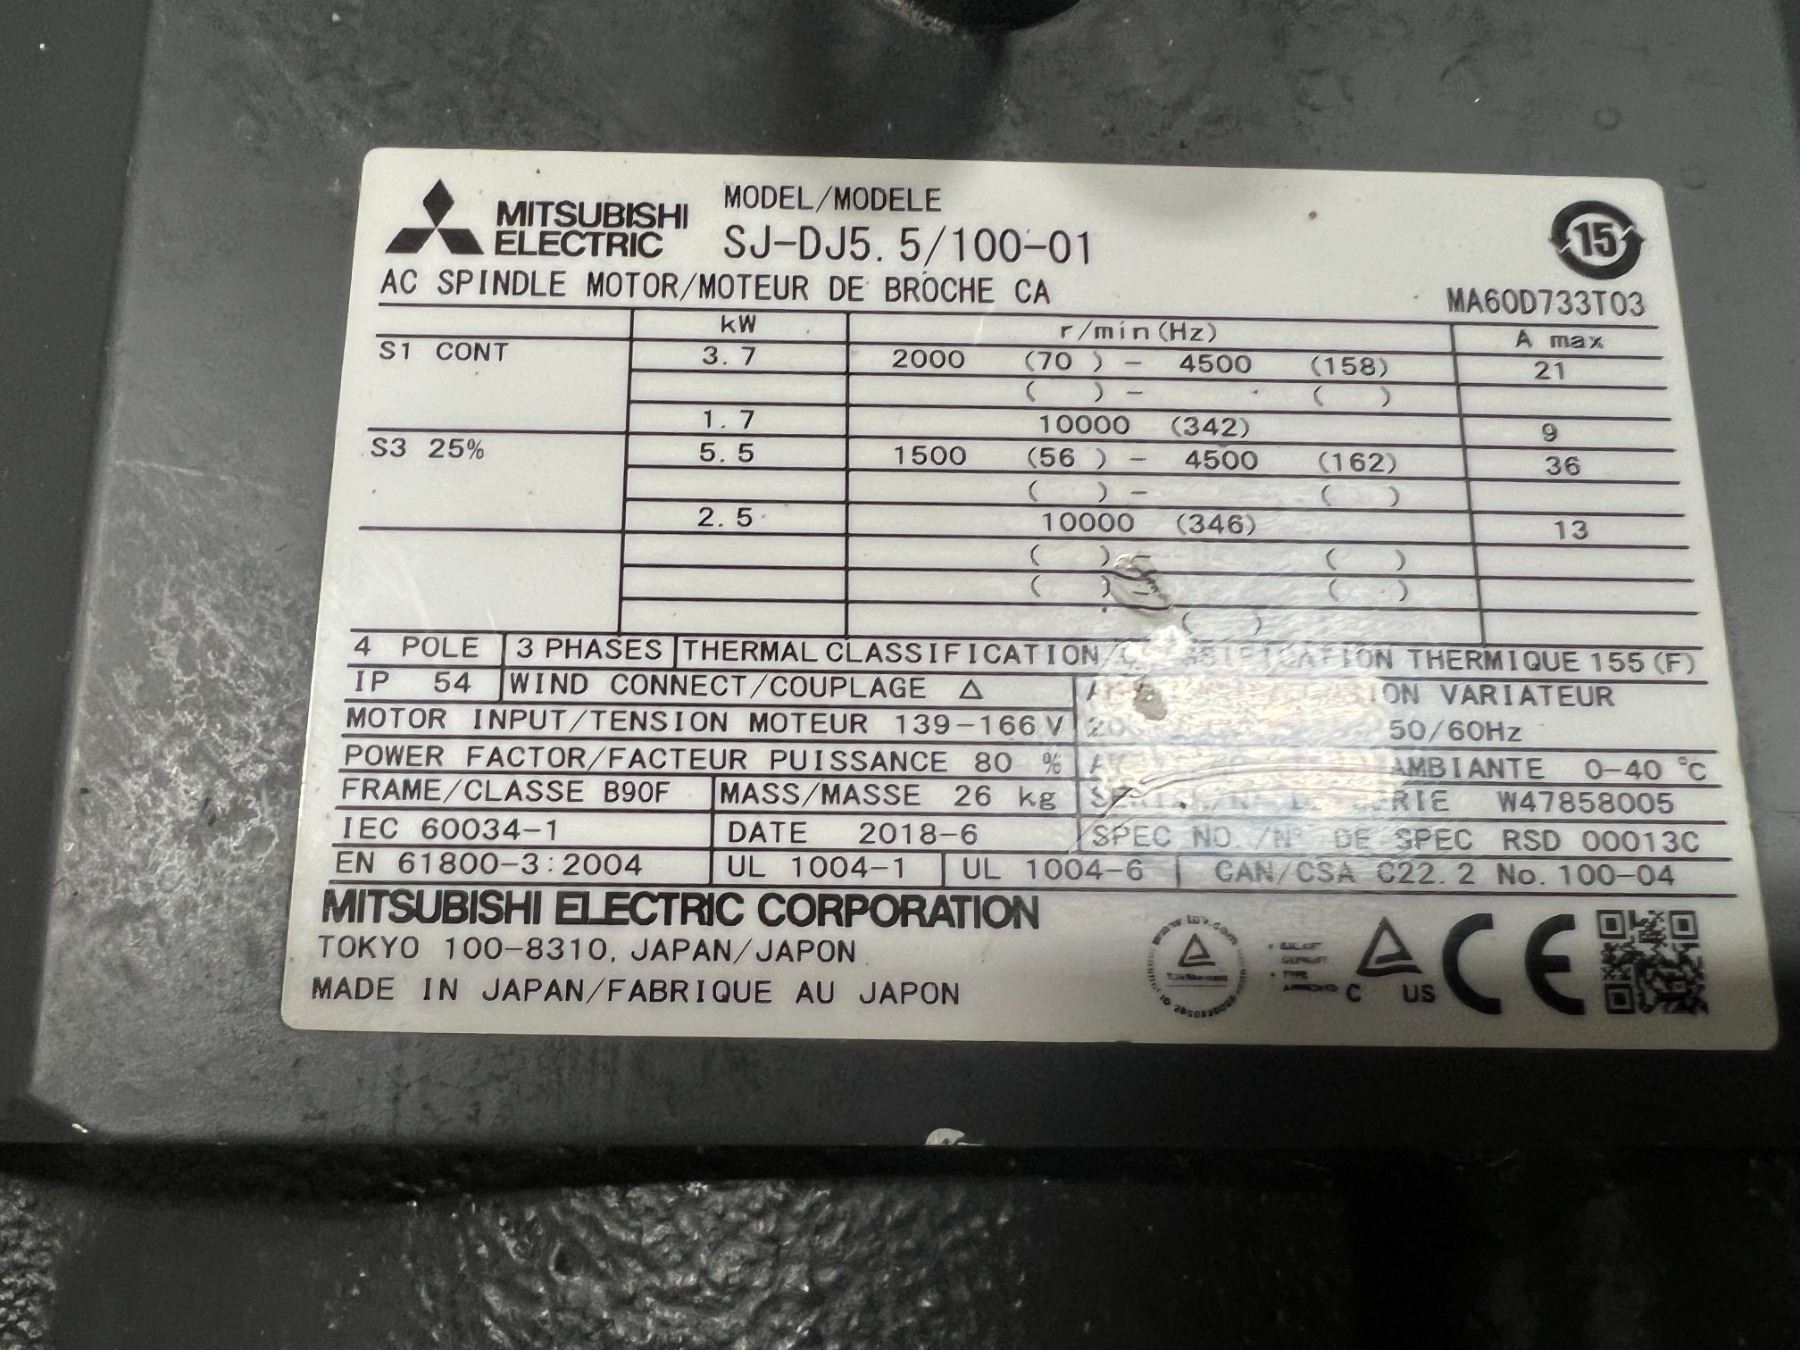 MITSUBISHI
ELECTRIC
MODEL/MODELE
SJ-DJ5.5/100-01
15
AC SPINDLE MOTOR/MOTEUR DE BROCHE CA
MA60D733T03
kW r/min(Hz) A max
S1 CONT 3.7 2000 (70 ) - 4500 (158) 21
( ) - ( )
1.7 10000 (342) 9
S3 25% 5.5 1500 (56 ) - 4500 (162) 36
( ) - ( )
2.5 10000 (346) 13
( ) ( )
( ) ( )
( )
4 POLE 3 PHASES THERMAL CLASSIFICATION/CLASSIFICATION THERMIQUE 155(F)
IP 54 WIND CONNECT/COUPLAGE Δ VARIATEUR
MOTOR INPUT/TENSION MOTEUR 139-166 V 50/60Hz
POWER FACTOR/FACTEUR PUISSANCE 80 % AMBIANTE 0-40 °C
FRAME/CLASSE B90F MASS/MASSE 26 kg W47858005
IEC 60034-1 DATE 2018-6 SPEC NO./N° DE SPEC RSD 00013C
EN 61800-3:2004 UL 1004-1 UL 1004-6 CAN/CSA C22.2 No.100-04
MITSUBISHI ELECTRIC CORPORATION
TOKYO 100-8310, JAPAN/JAPON
MADE IN JAPAN/FABRIQUE AU JAPON
C US
CE